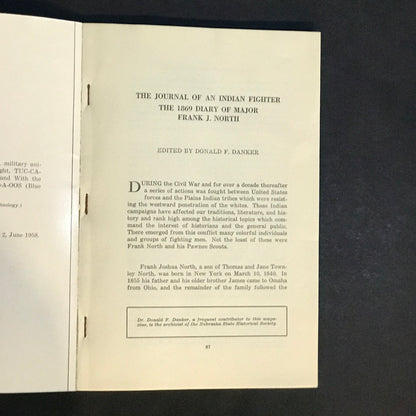 military uni-
ght, TUC-CA-
and With the
-A-OOS (Blue
hnology.)
2, June 1958.
THE JOURNAL OF AN INDIAN FIGHTER
THE 1869 DIARY OF MAJOR
FRANK J. NORTH
EDITED BY DONALD F. DANKER
DURING the Civil War and for over a decade thereafter
a series of actions was fought between United States
forces and the Plains Indian tribes which were resist-
ing the westward penetration of the whites. These Indian
campaigns have affected our traditions, literature, and his-
tory and rank high among the historical topics which com-
mand the interest of historians and the general public.
There emerged from this conflict many colorful individuals
and groups of fighting men. Not the least of these were
Frank North and his Pawnee Scouts.
Frank Joshua North, a son of Thomas and Jane Town-
ley North, was born in New York on March 10, 1840. In
1855 his father and his older brother James came to Omaha
from Ohio, and the remainder of the family followed the
Dr. Donald F. Danker, a frequent contributor to this maga-
zine, is the archivist of the Nebraska State Historical Society.
87